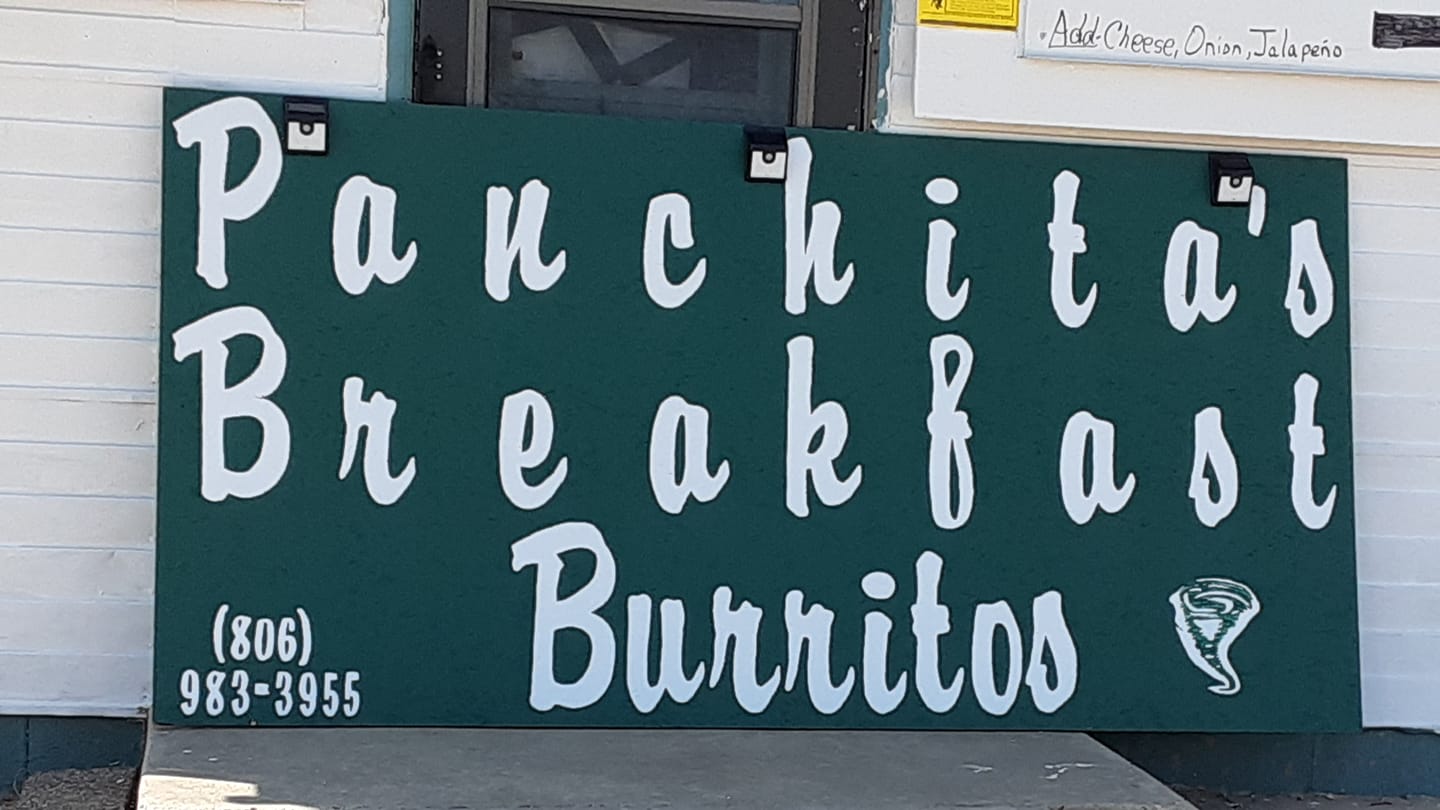 ·Add-Cheese, Onion, Jalapeño
Panchita's
Breakfast
Burritos
(806)
983-3955